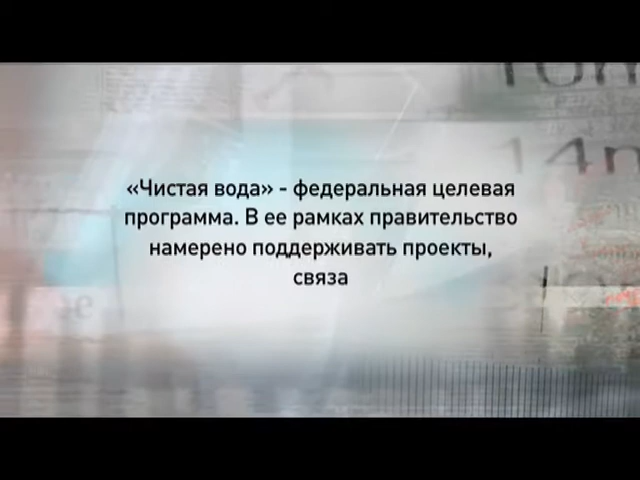 «Чистая вода» - федеральная целевая
программа. В ее рамках правительство
намерено поддерживать проекты,
связа